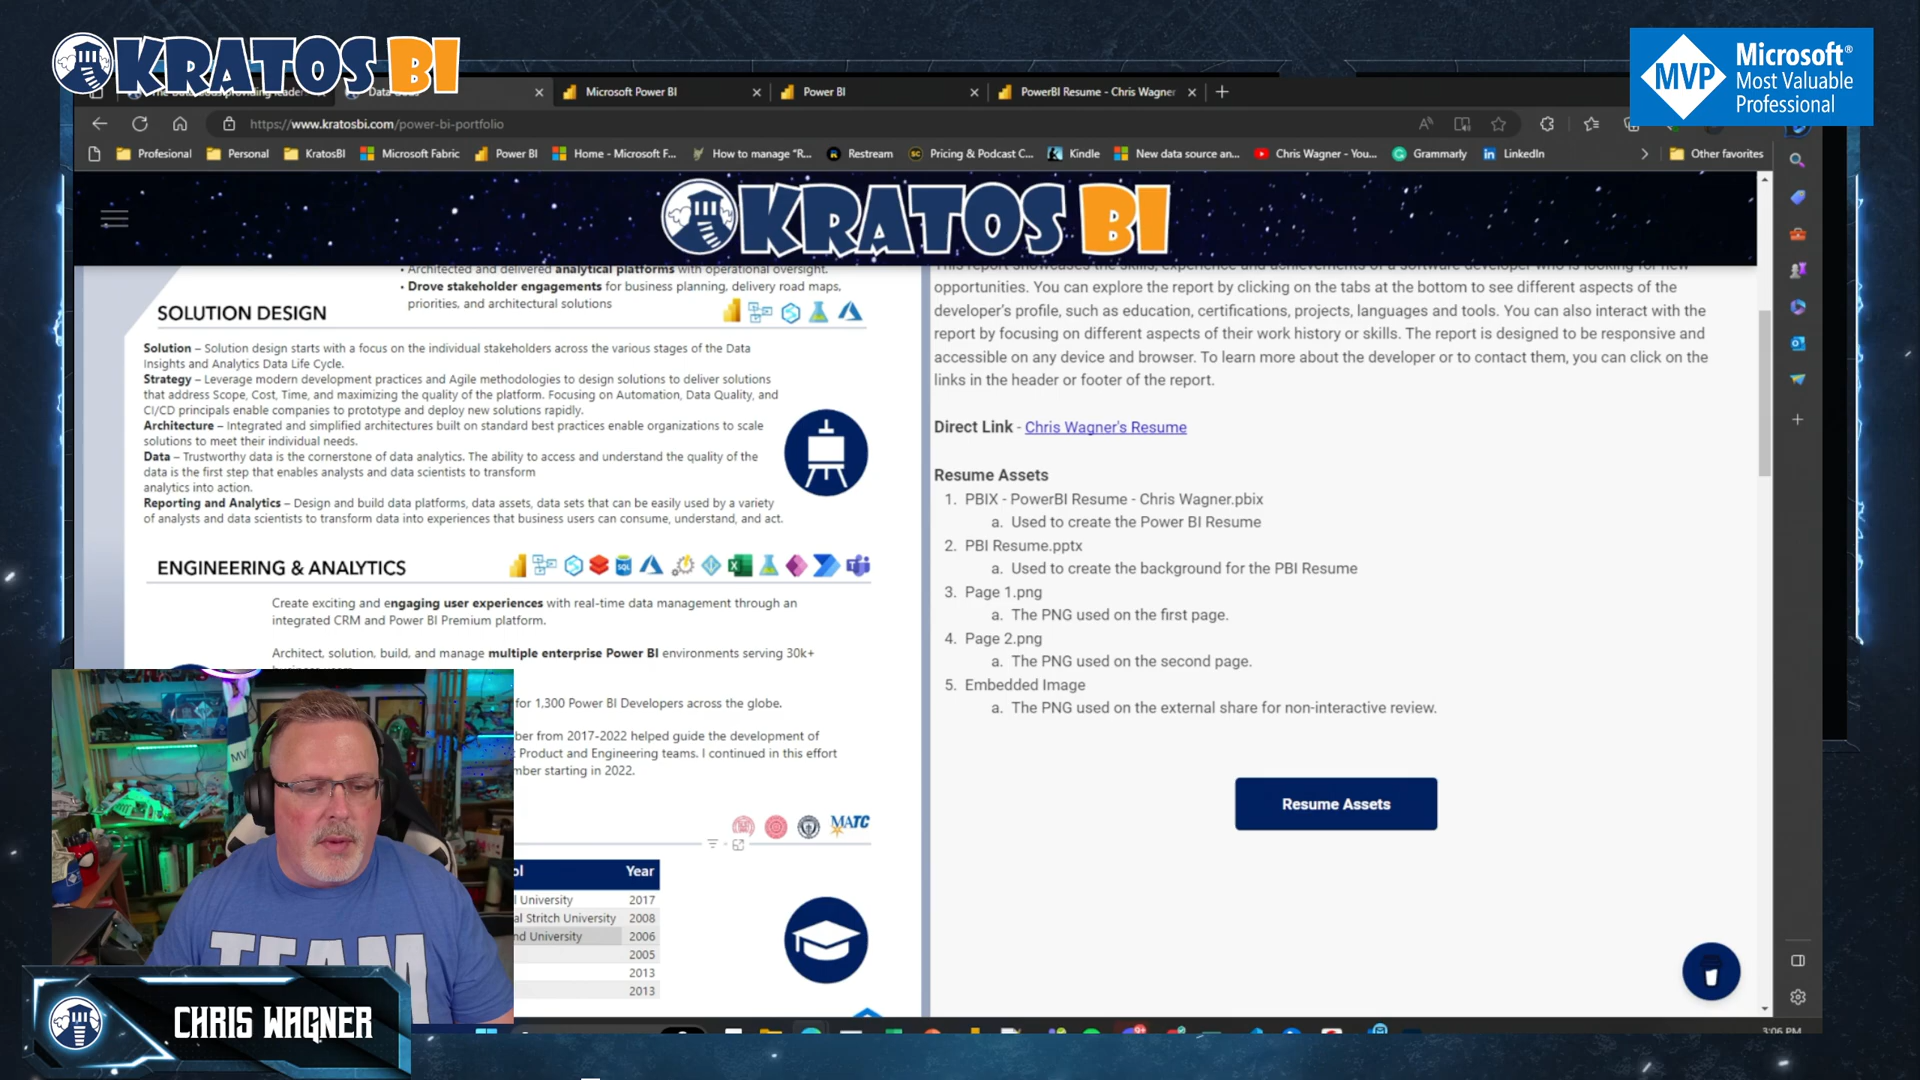 KRATOS BI
MVP
Microsoft®
Most Valuable
Professional
Microsoft Power BI
Power BI
PowerBI Resume - Chris Wagner
https://www.kratosbi.com/power-bi-portfolio
Profesional
Personal
KratosBI
Microsoft Fabric
Power BI
Home - Microsoft F...
How to manage “R...
Restream
Pricing & Podcast C...
Kindle
New data source an...
Chris Wagner - You...
Grammarly
LinkedIn
Other favorites
KRATOS BI
• Architected and delivered analytical platforms with operational oversight.
• Drove stakeholder engagements for business planning, delivery road maps,
priorities, and architectural solutions
SOLUTION DESIGN
Solution – Solution design starts with a focus on the individual stakeholders across the various stages of the Data
Insights and Analytics Data Life Cycle.
Strategy – Leverage modern development practices and Agile methodologies to design solutions to deliver solutions
that address Scope, Cost, Time, and maximizing the quality of the platform. Focusing on Automation, Data Quality, and
CI/CD principals enable companies to prototype and deploy new solutions rapidly.
Architecture – Integrated and simplified architectures built on standard best practices enable organizations to scale
solutions to meet their individual needs.
Data – Trustworthy data is the cornerstone of data analytics. The ability to access and understand the quality of the
data is the first step that enables analysts and data scientists to transform
analytics into action.
Reporting and Analytics – Design and build data platforms, data assets, data sets that can be easily used by a variety
of analysts and data scientists to transform data into experiences that business users can consume, understand, and act.
ENGINEERING & ANALYTICS
Create exciting and engaging user experiences with real-time data management through an
integrated CRM and Power BI Premium platform.
Architect, solution, build, and manage multiple enterprise Power BI environments serving 30k+
for 1,300 Power BI Developers across the globe.
ber from 2017-2022 helped guide the development of
Product and Engineering teams. I continued in this effort
mber starting in 2022.
MATC
ol Year
l University 2017
al Stritch University 2008
nd University 2006
2005
2013
2013
This report showcases the skills, experience and achievements of a software developer who is looking for new
opportunities. You can explore the report by clicking on the tabs at the bottom to see different aspects of the
developer's profile, such as education, certifications, projects, languages and tools. You can also interact with the
report by focusing on different aspects of their work history or skills. The report is designed to be responsive and
accessible on any device and browser. To learn more about the developer or to contact them, you can click on the
links in the header or footer of the report.
Direct Link - Chris Wagner's Resume
Resume Assets
1. PBIX - PowerBI Resume - Chris Wagner.pbix
a. Used to create the Power BI Resume
2. PBI Resume.pptx
a. Used to create the background for the PBI Resume
3. Page 1.png
a. The PNG used on the first page.
4. Page 2.png
a. The PNG used on the second page.
5. Embedded Image
a. The PNG used on the external share for non-interactive review.
Resume Assets
TEAM
CHRIS WAGNER
3:06 PM